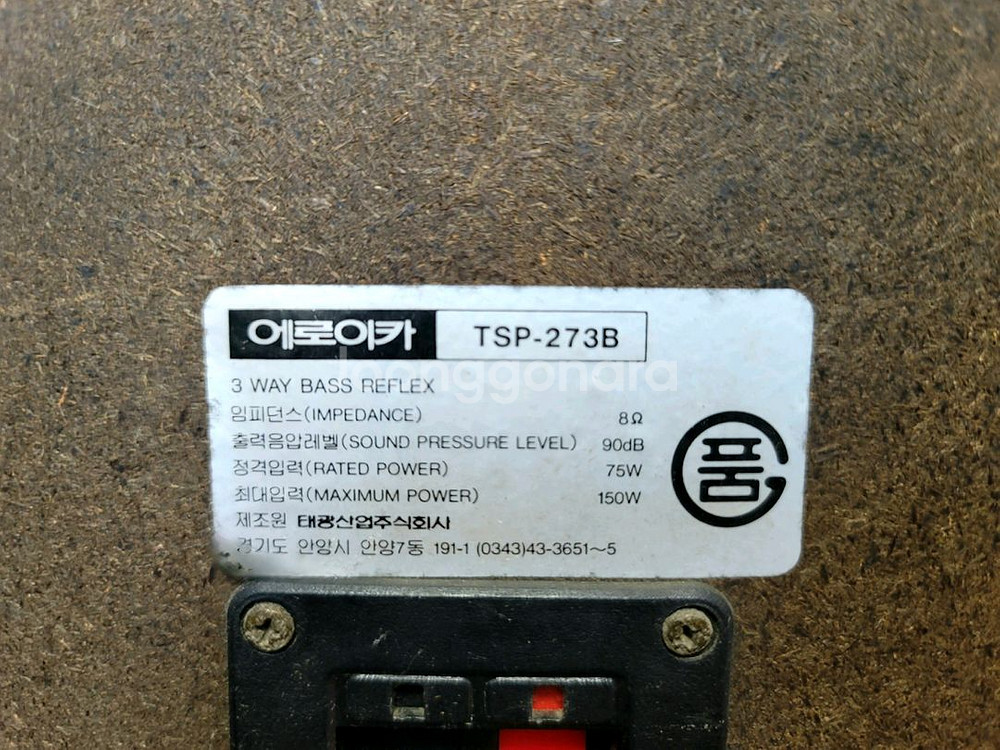 에로이카 TSP-273B
3 WAY BASS REFLEX
임피던스(IMPEDANCE) 8Ω
출력음압레벨(SOUND PRESSURE LEVEL) 90dB
정격입력(RATED POWER) 75W
최대입력(MAXIMUM POWER) 150W
제조원 태광산업주식회사
경기도 안양시 안양7동 191-1 (0343)43-3651~5
품
joonggonara